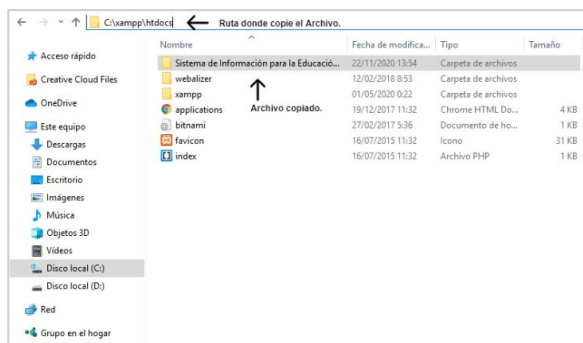 C:\xampp\htdocs
Ruta donde copie el Archivo.
Nombre
Fecha de modifica...
Tipo
Tamaño
Acceso rápido
Creative Cloud Files
OneDrive
Este equipo
Descargas
Documentos
Escritorio
Imágenes
Música
Objetos 3D
Vídeos
Disco local (C:)
Disco local (D:)
Red
Grupo en el hogar
Sistema de Información para la Educació... 22/11/2020 13:54 Carpeta de archivos
webalizer 12/02/2018 8:53 Carpeta de archivos
xampp 01/05/2020 0:22 Carpeta de archivos
applications 19/12/2017 11:32 Chrome HTML Do... 4 KB
bitnami 27/02/2017 5:36 Documento de ho... 1 KB
favicon 16/07/2015 11:32 Icono 31 KB
index 16/07/2015 11:32 Archivo PHP 1 KB
Archivo copiado.